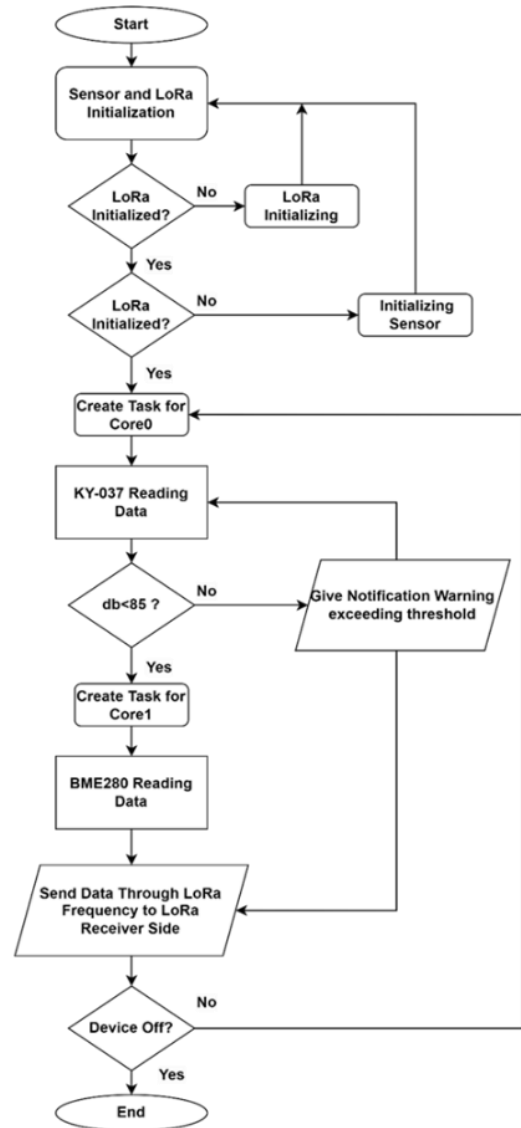 Start
Sensor and LoRa
Initialization
LoRa
Initialized?
No
LoRa
Initializing
Yes
LoRa
Initialized?
No
Initializing
Sensor
Yes
Create Task for
Core0
KY-037 Reading
Data
db<85 ?
No
Give Notification Warning
exceeding threshold
Yes
Create Task for
Core1
BME280 Reading
Data
Send Data Through LoRa
Frequency to LoRa
Receiver Side
Device Off?
No
Yes
End